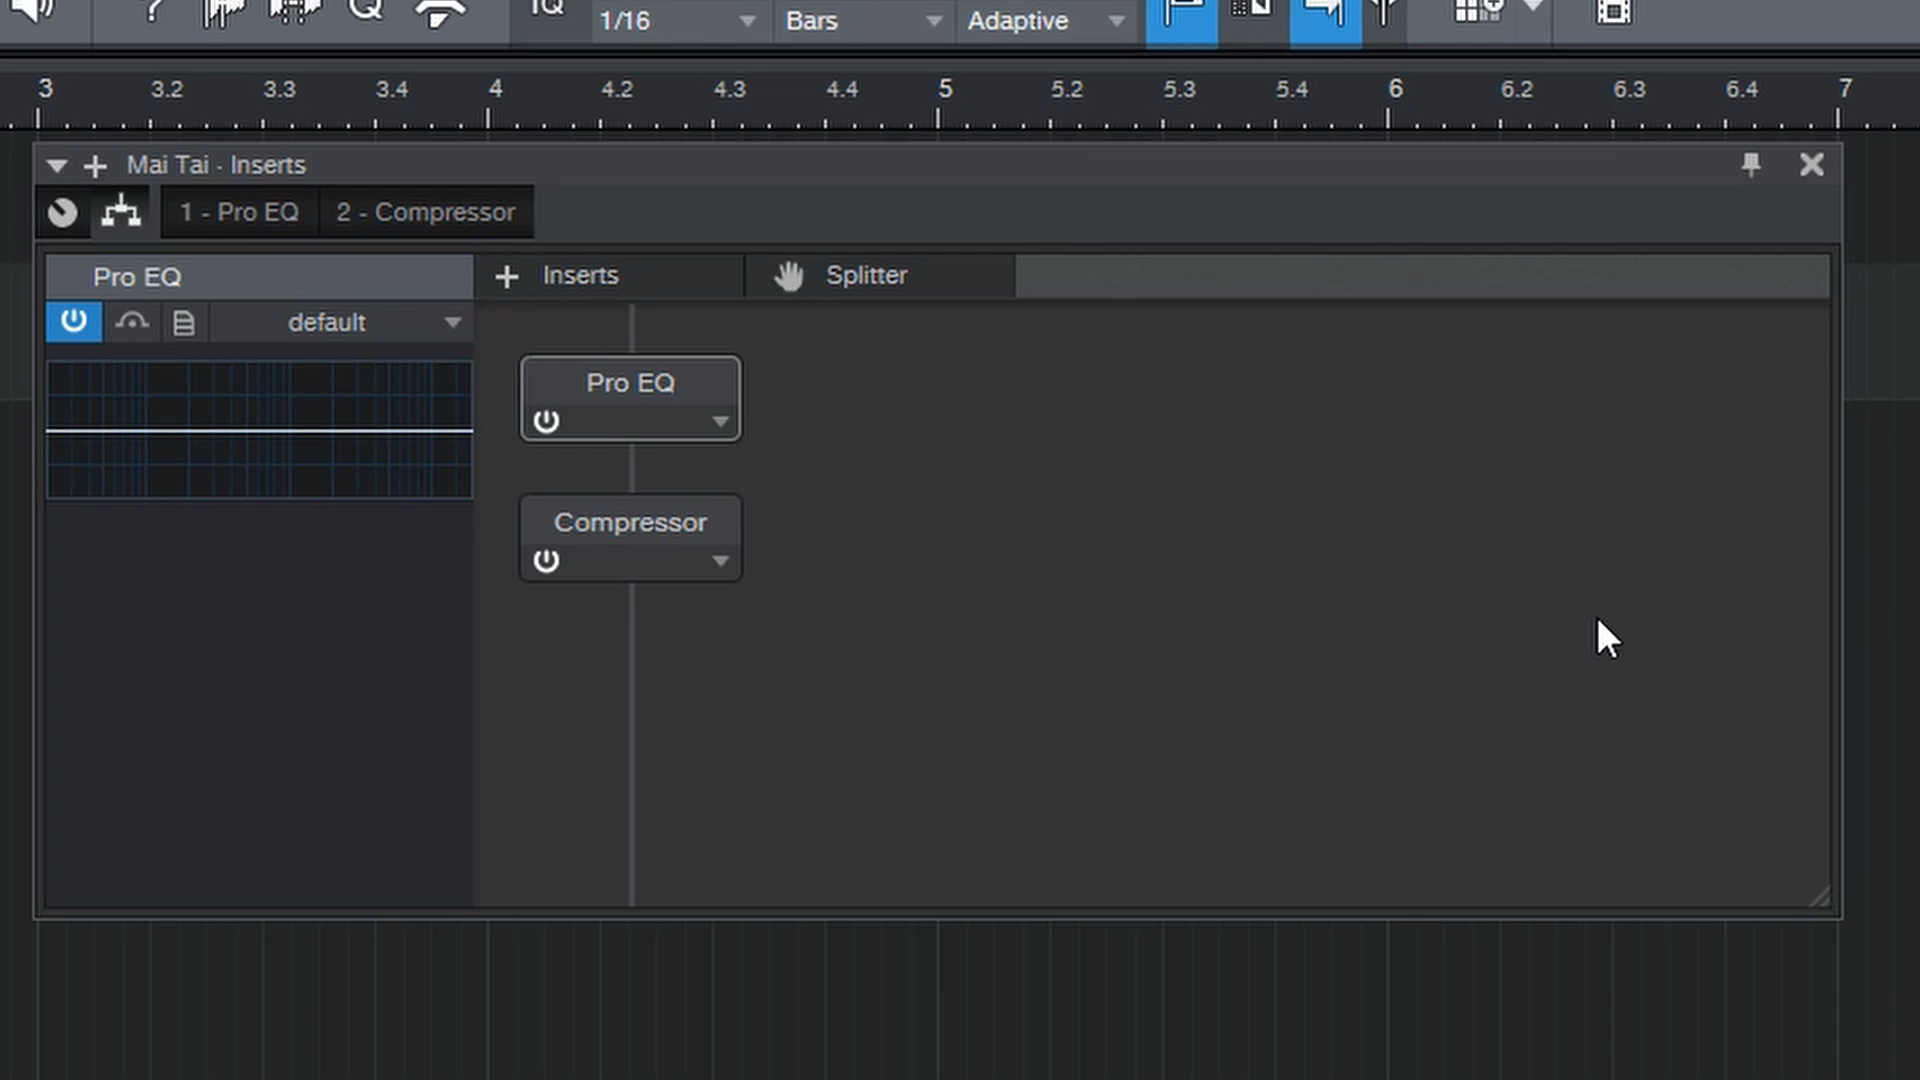 ? Q IQ 1/16 Bars Adaptive
3 3.2 3.3 3.4 4 4.2 4.3 4.4 5 5.2 5.3 5.4 6 6.2 6.3 6.4 7
Mai Tai - Inserts
1 - Pro EQ 2 - Compressor
Pro EQ Inserts Splitter
default
Pro EQ
Compressor